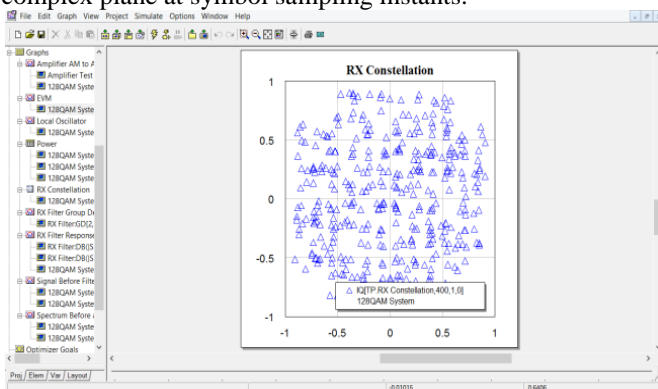 complex plane at symbol sampling instants.
File Edit Graph View Project Simulate Options Window Help
Graphs
Amplifier AM to A
Amplifier Test
128QAM Syste
EVM
128QAM Syste
Local Oscillator
128QAM Syste
Power
128QAM Syste
128QAM Syste
128QAM Syste
RX Constellation
128QAM Syste
RX Filter Group De
RX Filter:GD[2,
RX Filter Response
RX Filter:DB(|S
RX Filter:DB(|S
128QAM Syste
Signal Before Filte
128QAM Syste
128QAM Syste
Spectrum Before a
128QAM Syste
128QAM Syste
Optimizer Goals
Proj Elem Var Layout
RX Constellation
1
0.5
0
-0.5
-1
-1 -0.5 0 0.5 1
IQ[TP.RX Constellation,400,1,0]
128QAM System
-0.01015 0.6406